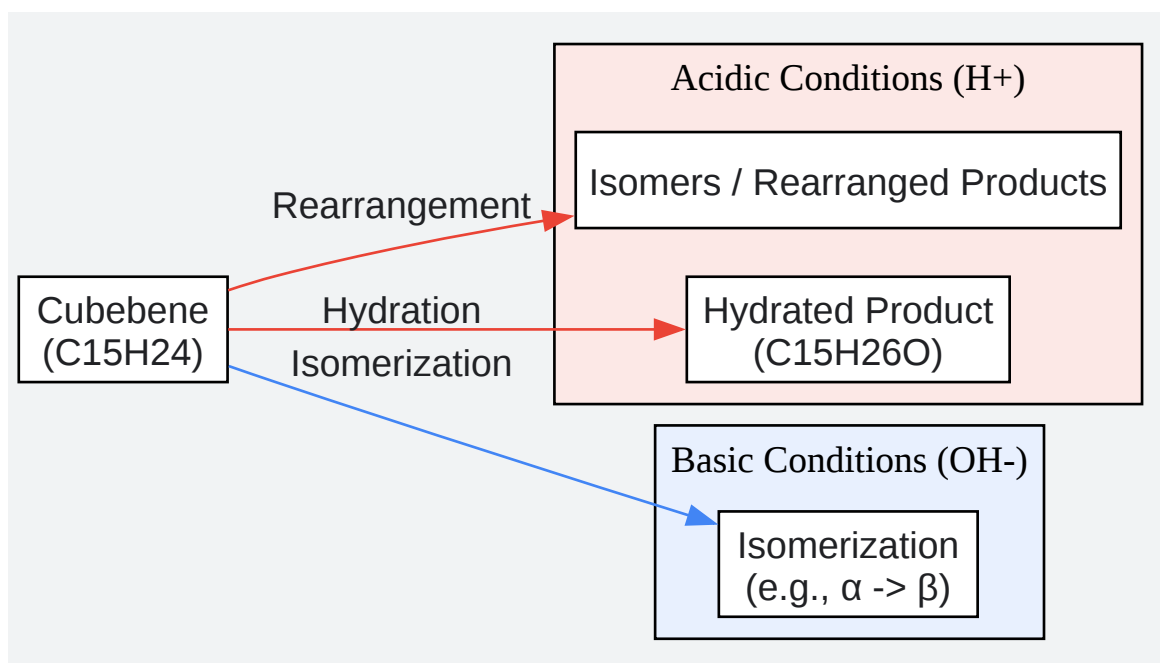 Acidic Conditions (H+)
Isomers / Rearranged Products
Rearrangement
Cubebene
(C15H24)
Hydration
Hydrated Product
(C15H26O)
Isomerization
Basic Conditions (OH-)
Isomerization
(e.g., α -> β)